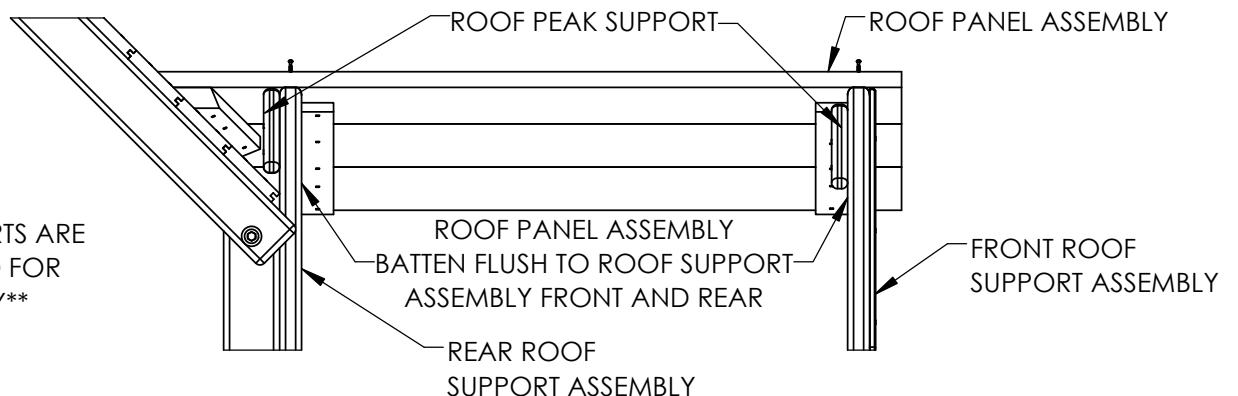 ROOF PEAK SUPPORT
ROOF PANEL ASSEMBLY
RTS ARE
FOR
**
ROOF PANEL ASSEMBLY
BATTEN FLUSH TO ROOF SUPPORT
ASSEMBLY FRONT AND REAR
FRONT ROOF
SUPPORT ASSEMBLY
REAR ROOF
SUPPORT ASSEMBLY